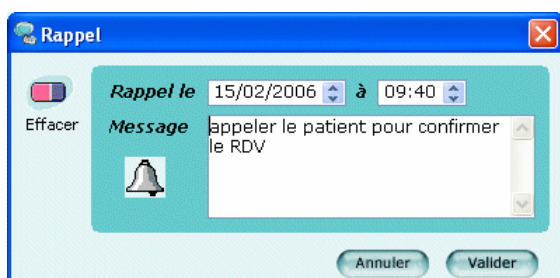 Rappel
Rappel le 15/02/2006 à 09:40
Effacer
Message
appeler le patient pour confirmer
le RDV
Annuler
Valider